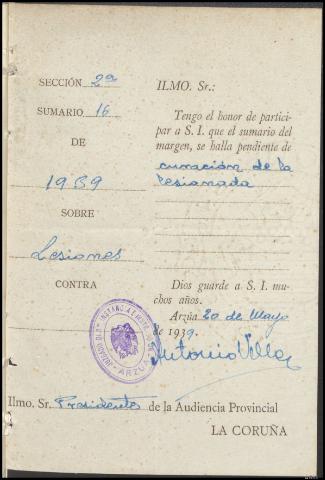 SECCIÓN 2ª
SUMARIO 16
DE
1939
SOBRE
Lesiones
CONTRA
ILMO. Sr.:
Tengo el honor de partici-
par a S. I. que el sumario del
margen, se halla pendiente de
curación de la
lesionada
Dios guarde a S. I. mu-
chos años.
Arzúa 20 de Mayo
de 1939.
Antonio
ARZUA
Ilmo. Sr. Presidente de la Audiencia Provincial
LA CORUÑA